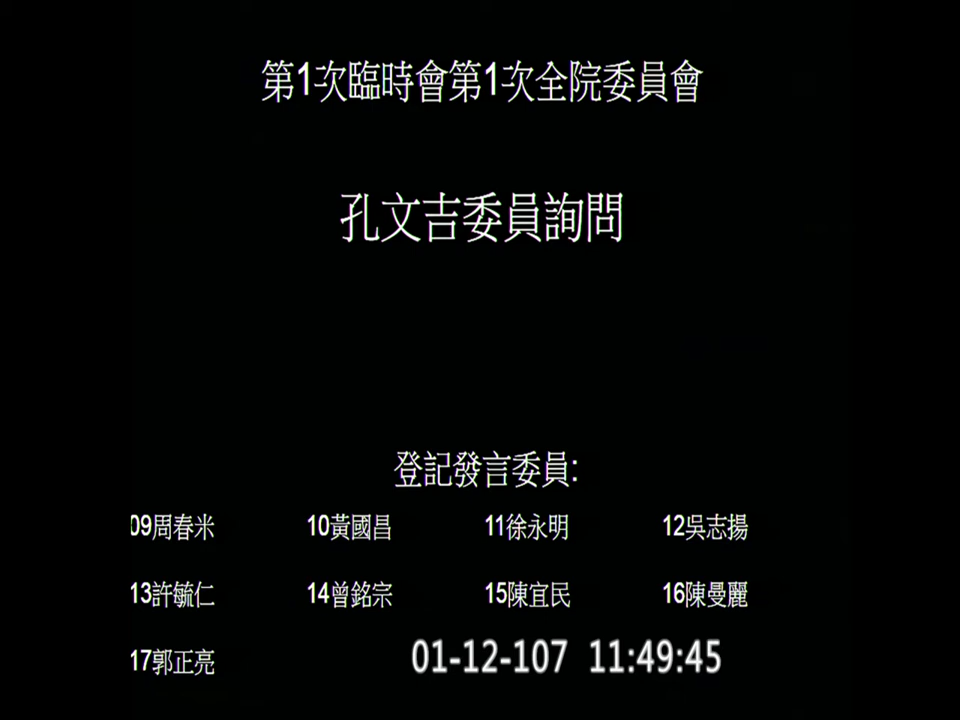 第1次臨時會第1次全院委員會
孔文吉委員詢問
登記發言委員:
09周春米 10黃國昌 11徐永明 12吳志揚
13許毓仁 14曾銘宗 15陳宜民 16陳曼麗
17郭正亮
01-12-107 11:49:45